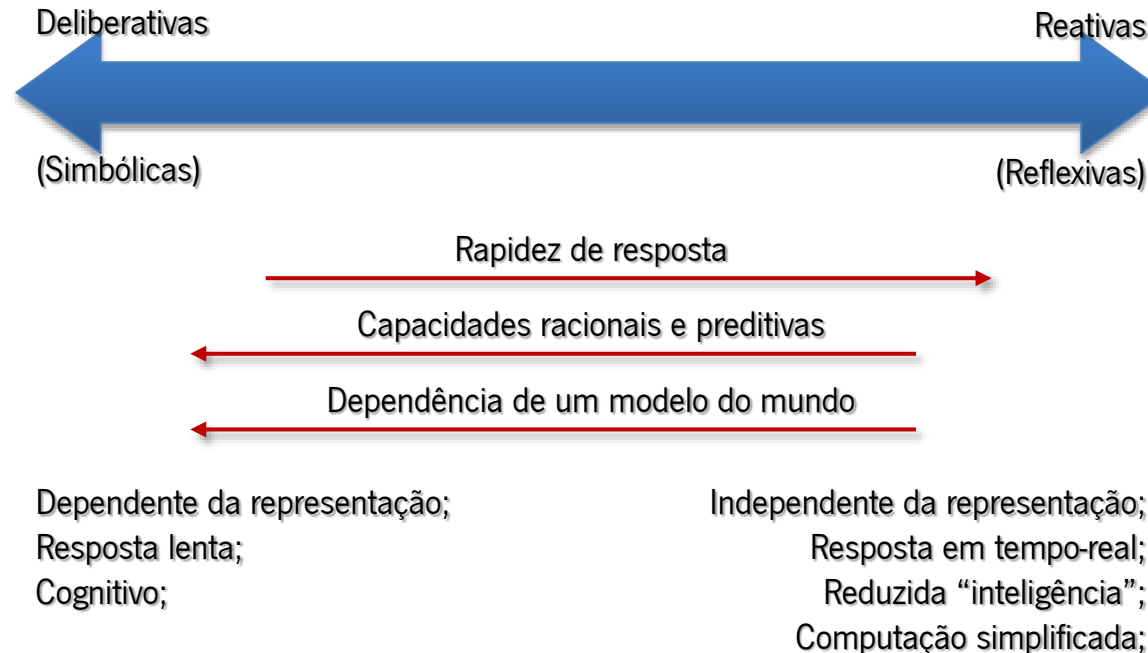 Deliberativas
Reativas
(Simbólicas)
(Reflexivas)
Rapidez de resposta
Capacidades racionais e preditivas
Dependência de um modelo do mundo
Dependente da representação;
Resposta lenta;
Cognitivo;
Independente da representação;
Resposta em tempo-real;
Reduzida “inteligência”;
Computação simplificada;